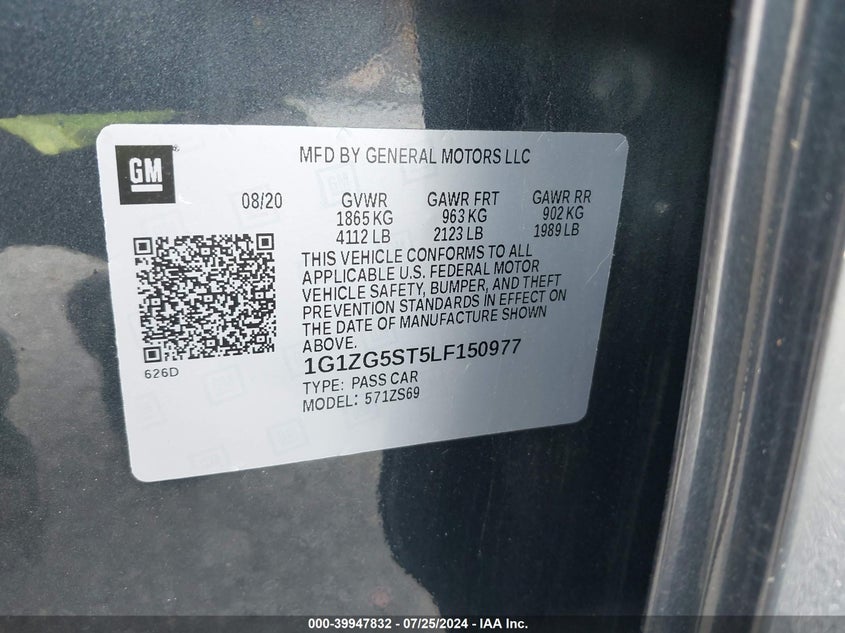 GM
MFD BY GENERAL MOTORS LLC
08/20 GVWR GAWR FRT GAWR RR
1865 KG 963 KG 902 KG
4112 LB 2123 LB 1989 LB
THIS VEHICLE CONFORMS TO ALL
APPLICABLE U.S. FEDERAL MOTOR
VEHICLE SAFETY, BUMPER, AND THEFT
PREVENTION STANDARDS IN EFFECT ON
THE DATE OF MANUFACTURE SHOWN
ABOVE.
1G1ZG5ST5LF150977
626D
TYPE: PASS CAR
MODEL: 571ZS69
000-39947832 - 07/25/2024 - IAA Inc.